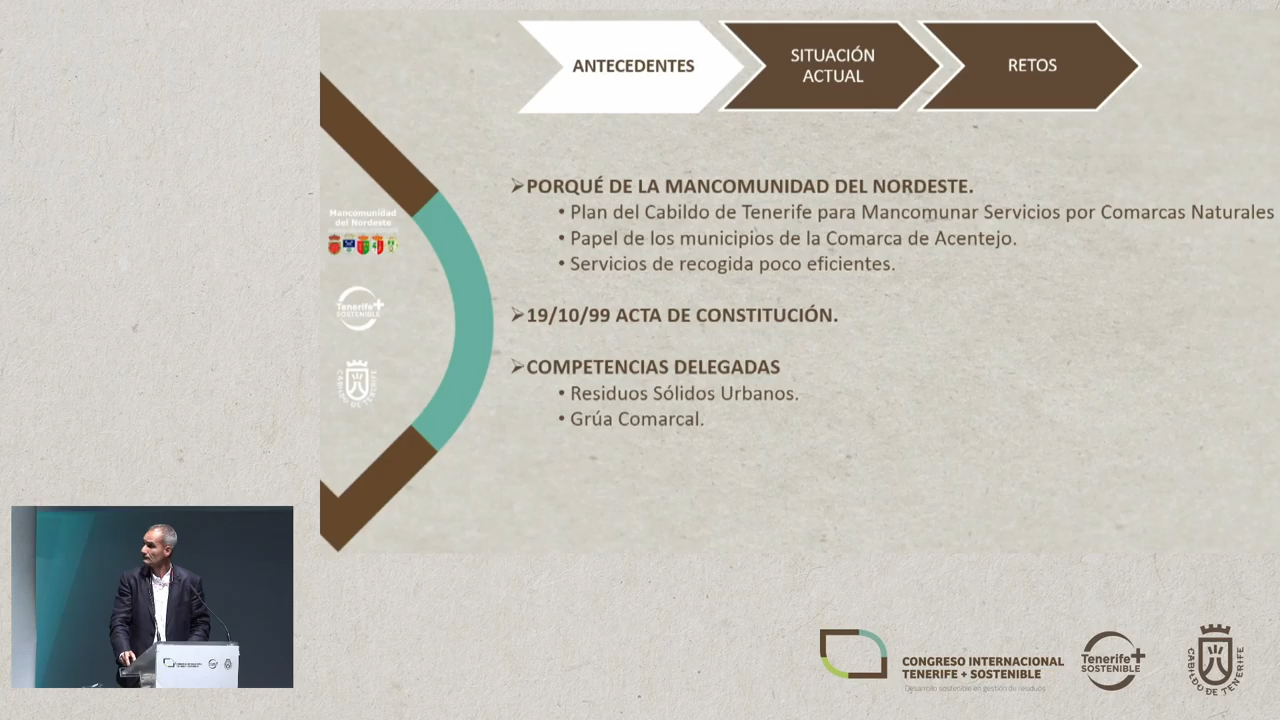 ANTECEDENTES
SITUACIÓN
ACTUAL
RETOS
➢PORQUÉ DE LA MANCOMUNIDAD DEL NORDESTE.
• Plan del Cabildo de Tenerife para Mancomunar Servicios por Comarcas Naturales
• Papel de los municipios de la Comarca de Acentejo.
• Servicios de recogida poco eficientes.
➢19/10/99 ACTA DE CONSTITUCIÓN.
➢COMPETENCIAS DELEGADAS
• Residuos Sólidos Urbanos.
• Grúa Comarcal.
Mancomunidad
del Nordeste
Tenerife+
SOSTENIBLE
CABILDO DE TENERIFE
CONGRESO INTERNACIONAL
TENERIFE + SOSTENIBLE
Desarrollo sostenible en gestión de residuos
Tenerife+
SOSTENIBLE
CABILDO DE TENERIFE